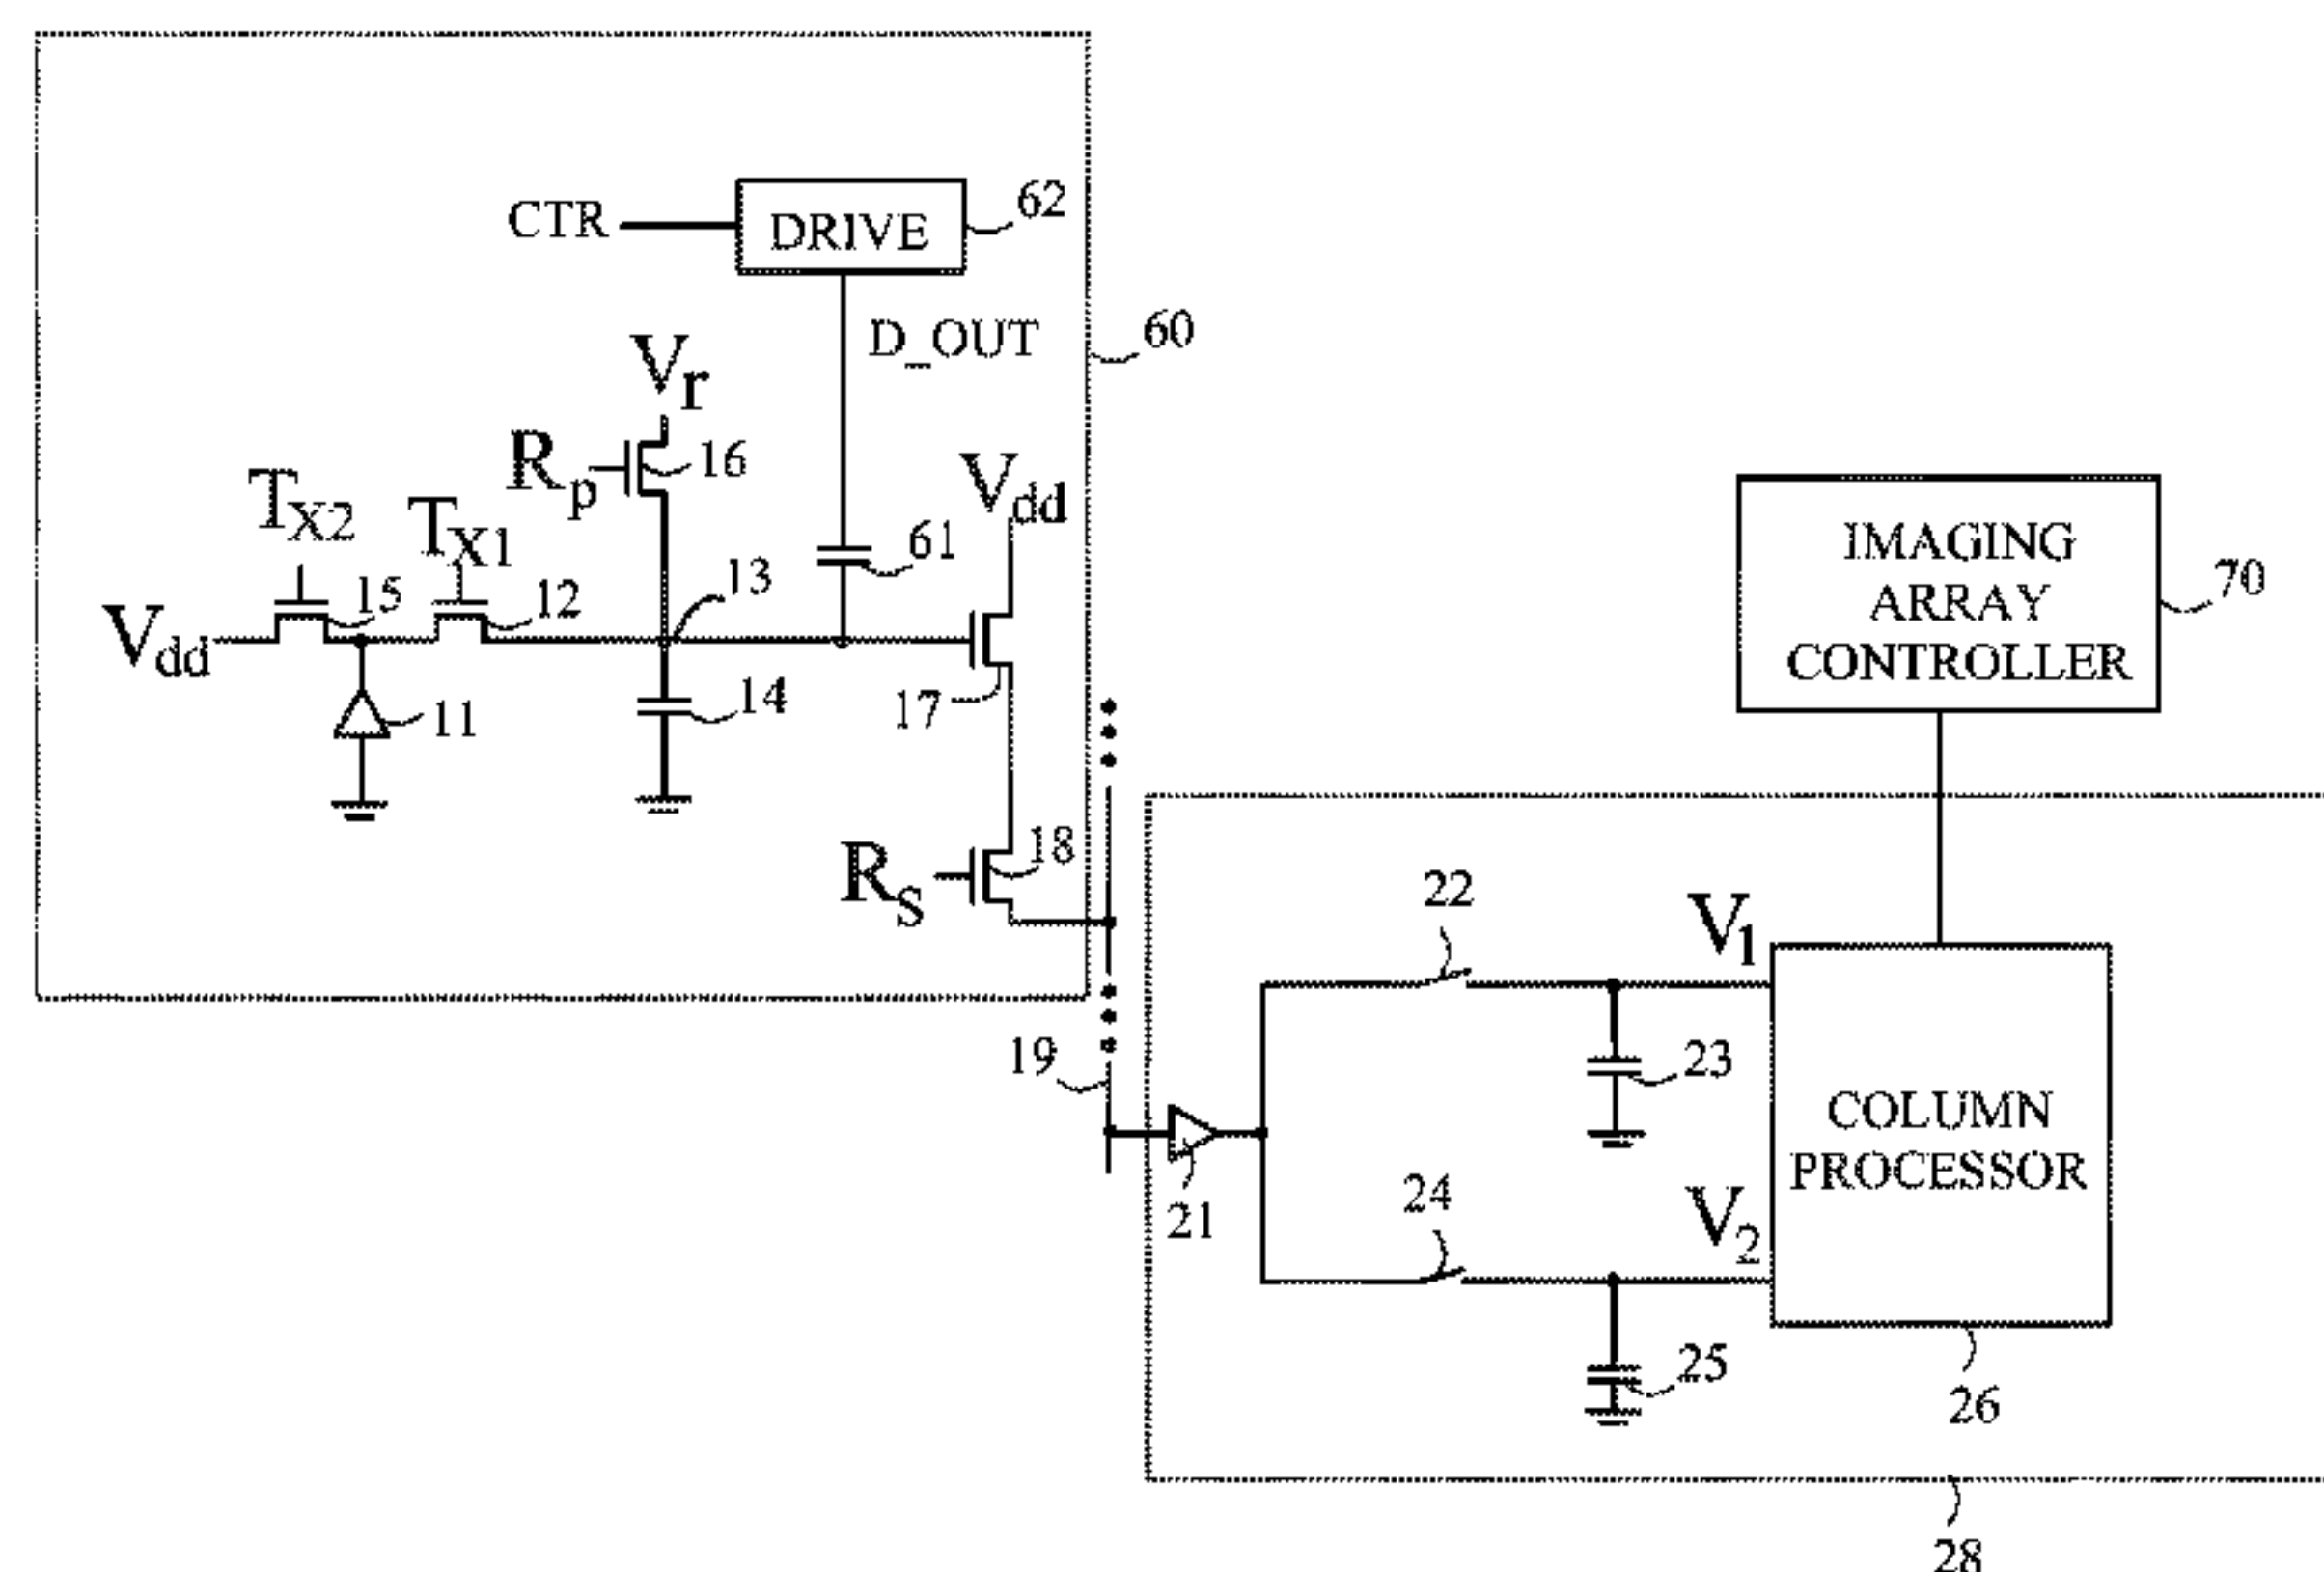 CTR
DRIVE
62
D_OUT
60
Vr
Rp
16
Vdd
TX2
TX1
61
13
15
12
Vdd
11
14
17
IMAGING
ARRAY
CONTROLLER
70
RS
18
22
V1
19
23
COLUMN
PROCESSOR
21
24
V2
25
26
28